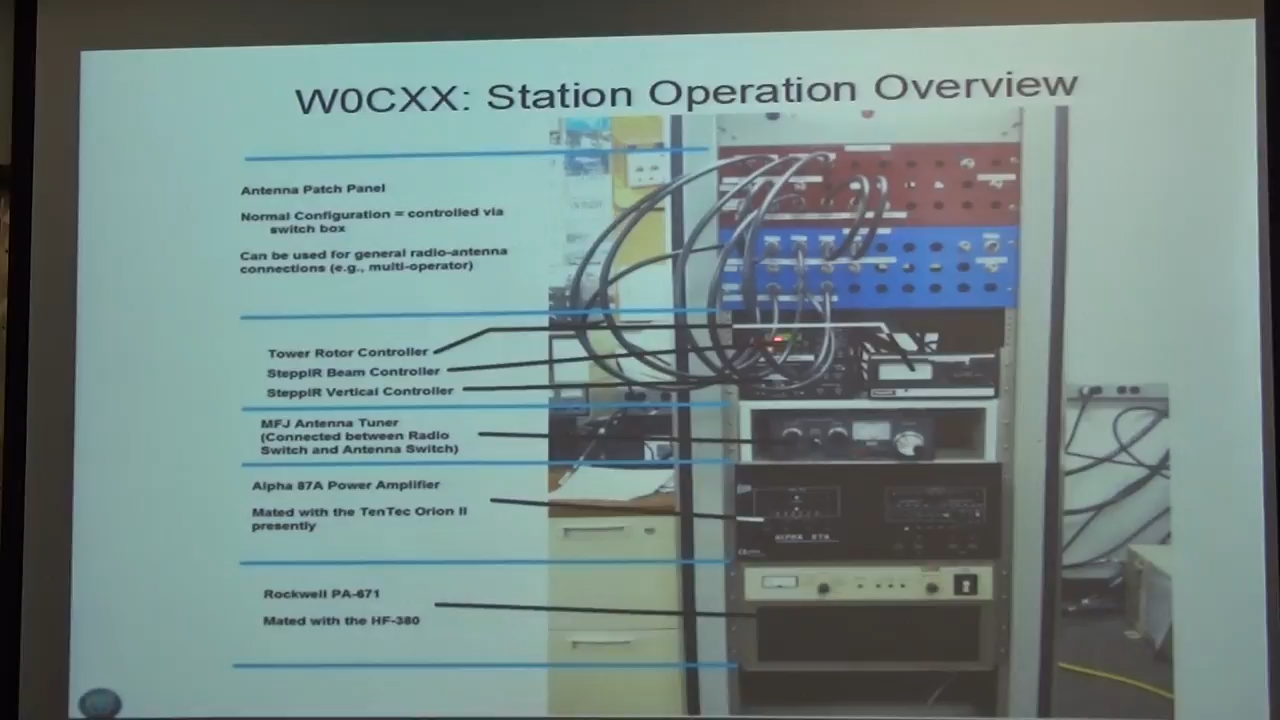 W0CXX: Station Operation Overview
Antenna Patch Panel
Normal Configuration = controlled via
switch box
Can be used for general radio-antenna
connections (e.g., multi-operator)
Tower Rotor Controller
SteppIR Beam Controller
SteppIR Vertical Controller
MFJ Antenna Tuner
(Connected between Radio
Switch and Antenna Switch)
Alpha 87A Power Amplifier
Mated with the TenTec Orion II
presently
ALPHA 87A
Rockwell PA-671
Mated with the HF-380